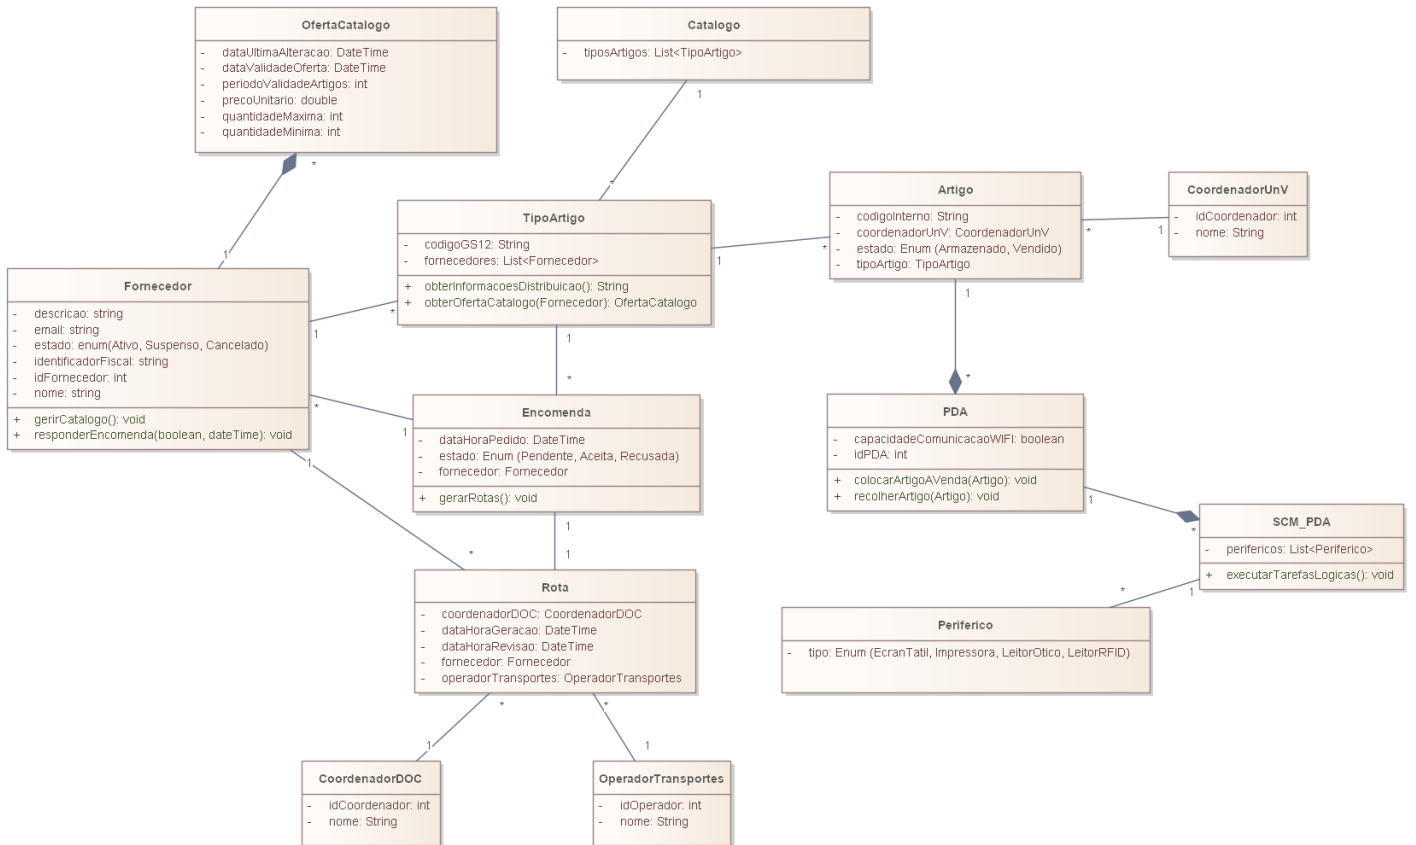 OfertaCatalogo
- dataUltimaAlteracao: DateTime
- dataValidadeOferta: DateTime
- periodoValidadeArtigos: int
- precoUnitario: double
- quantidadeMaxima: int
- quantidadeMinima: int
*
1
Catalogo
- tiposArtigos: List<TipoArtigo>
1
*
TipoArtigo
- codigoGS12: String
- fornecedores: List<Fornecedor>
+ obterInformacoesDistribuicao(): String
+ obterOfertaCatalogo(Fornecedor): OfertaCatalogo
1
*
Artigo
- codigoInterno: String
- coordenadorUnV: CoordenadorUnV
- estado: Enum (Armazenado, Vendido)
- tipoArtigo: TipoArtigo
*
1
CoordenadorUnV
- idCoordenador: int
- nome: String
Fornecedor
- descricao: string
- email: string
- estado: enum(Ativo, Suspenso, Cancelado)
- identificadorFiscal: string
- idFornecedor: int
- nome: string
+ gerirCatalogo(): void
+ responderEncomenda(boolean, dateTime): void
1
*
*
1
1
*
1
*
Encomenda
- dataHoraPedido: DateTime
- estado: Enum (Pendente, Aceita, Recusada)
- fornecedor: Fornecedor
+ gerarRotas(): void
1
1
1
*
PDA
- capacidadeComunicacaoWIFI: boolean
- idPDA: int
+ colocarArtigoAVenda(Artigo): void
+ recolherArtigo(Artigo): void
1
*
SCM_PDA
- perifericos: List<Periferico>
+ executarTarefasLogicas(): void
1
*
Periferico
- tipo: Enum (EcranTatil, Impressora, LeitorOtico, LeitorRFID)
Rota
- coordenadorDOC: CoordenadorDOC
- dataHoraGeracao: DateTime
- dataHoraRevisao: DateTime
- fornecedor: Fornecedor
- operadorTransportes: OperadorTransportes
*
*
1
1
CoordenadorDOC
- idCoordenador: int
- nome: String
OperadorTransportes
- idOperador: int
- nome: String